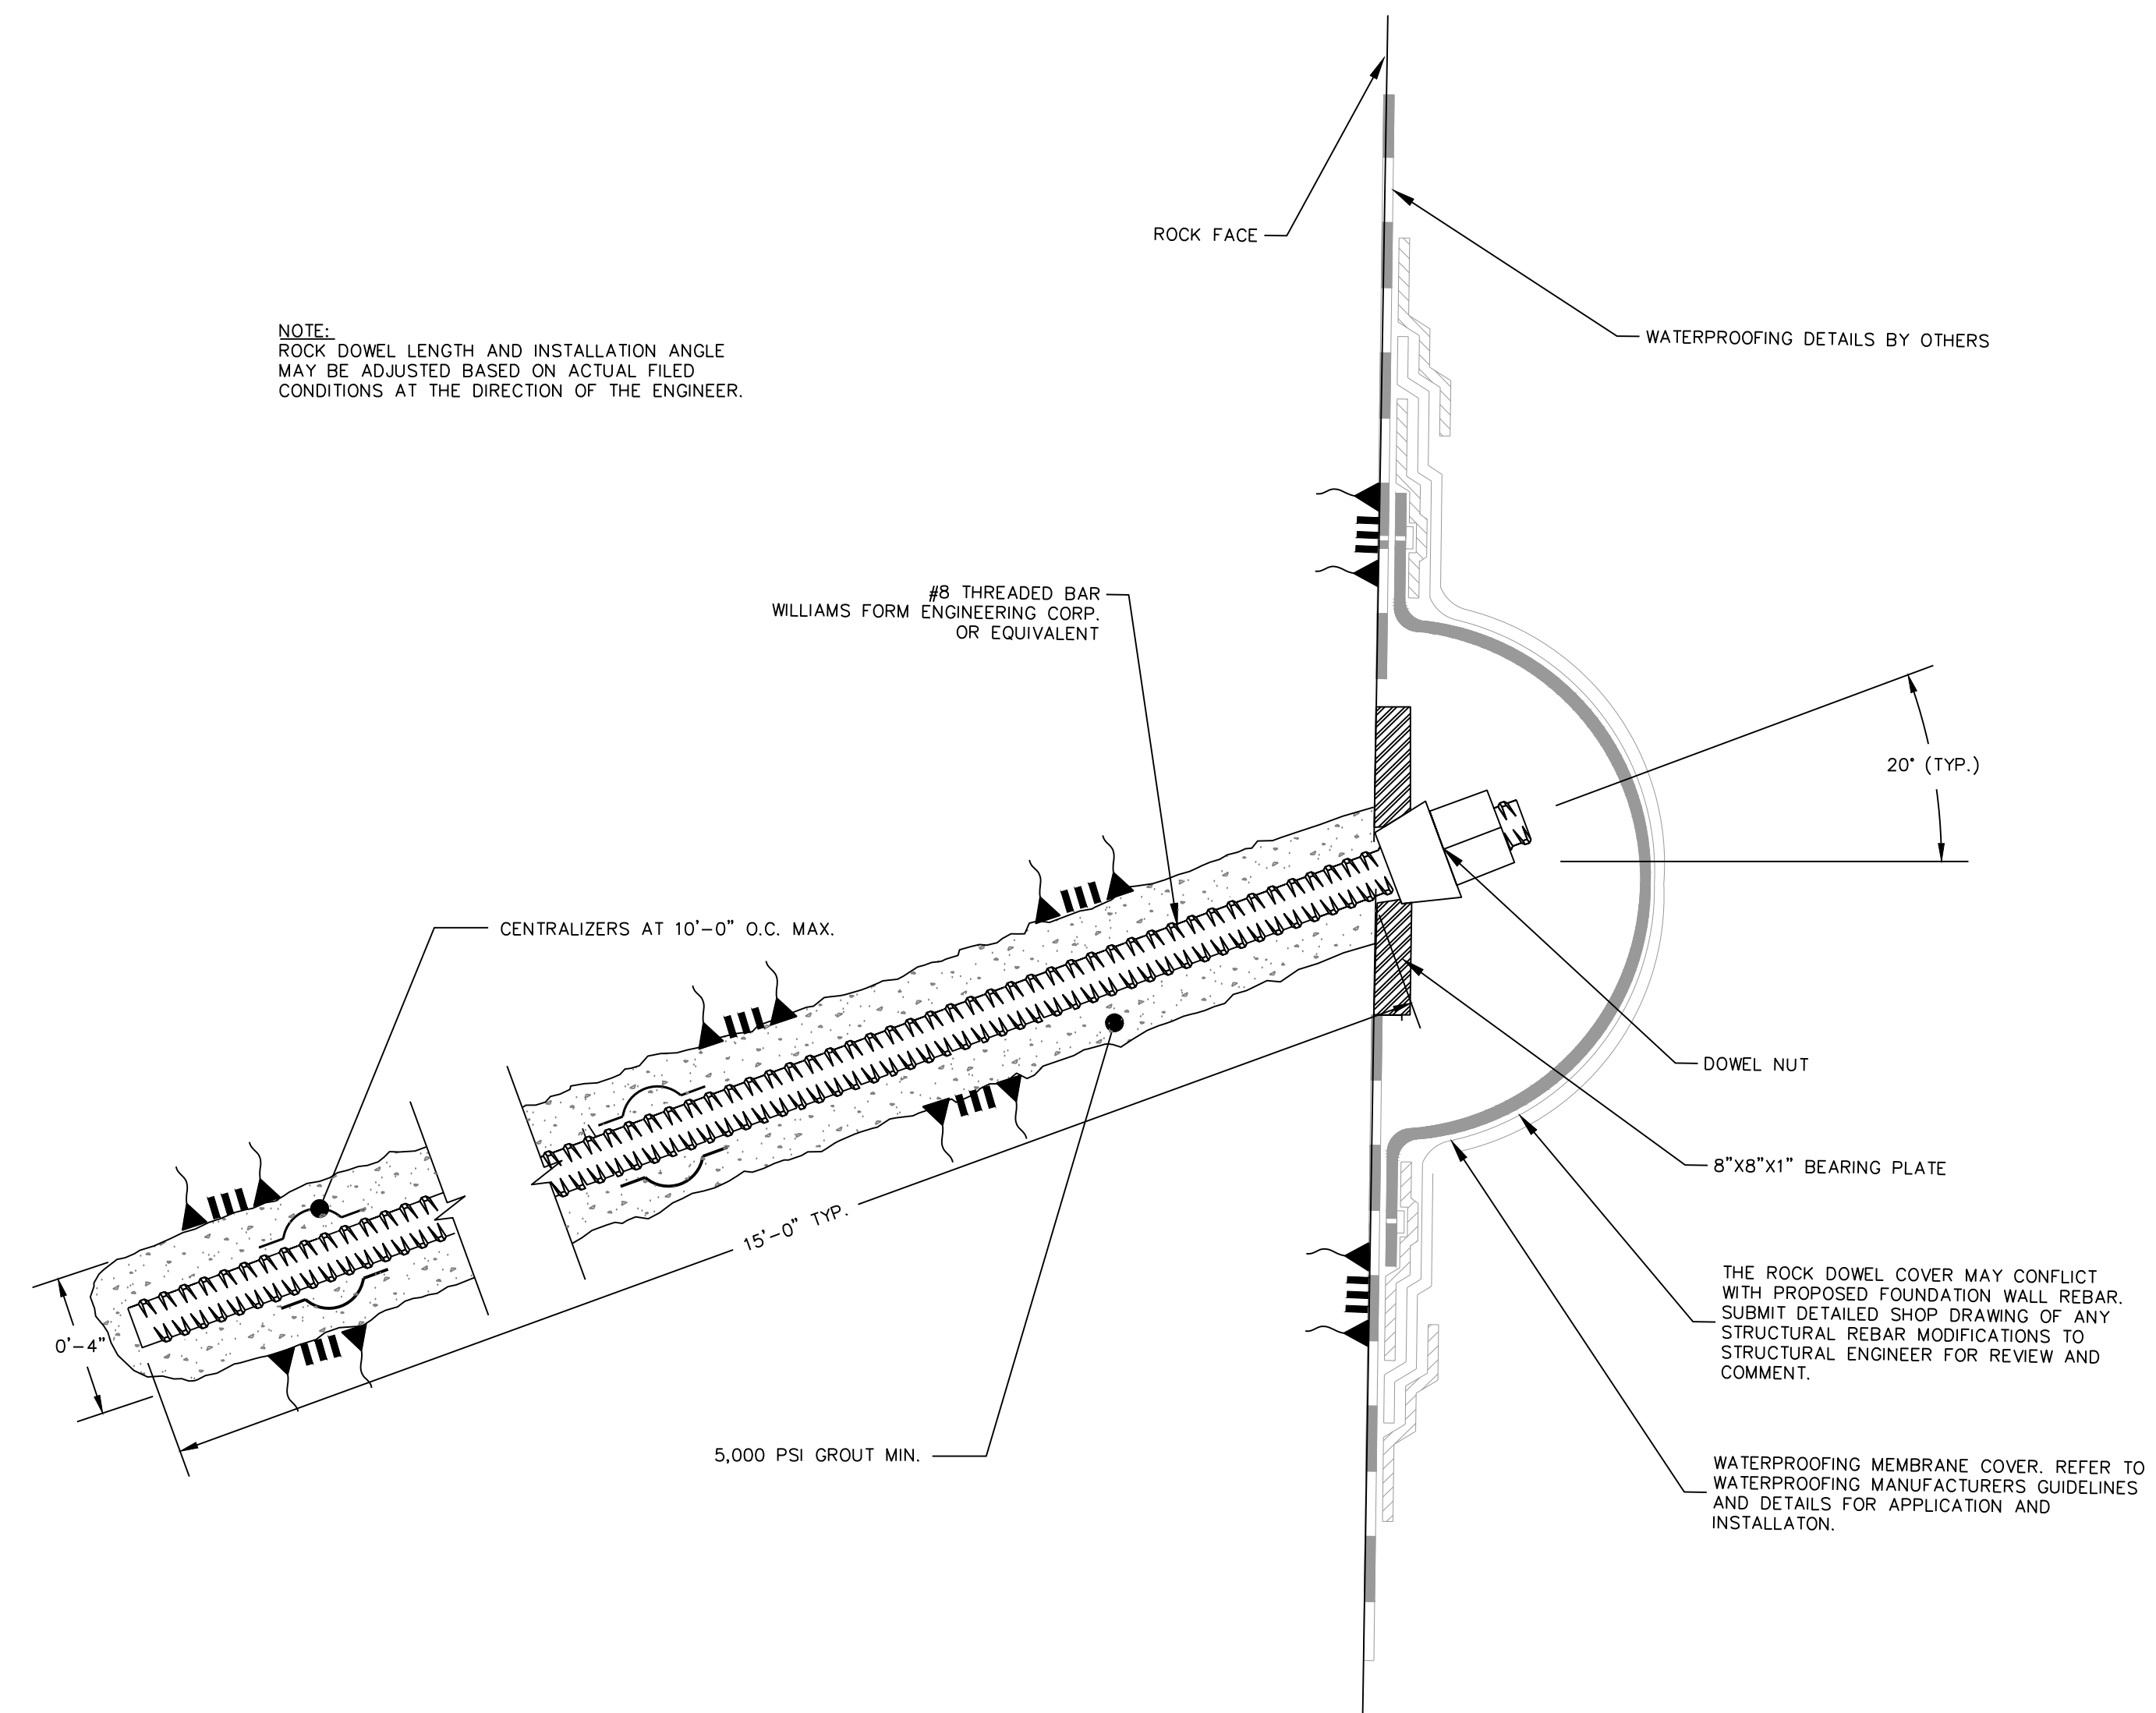 ROCK FACE
WATERPROOFING DETAILS BY OTHERS
NOTE:
ROCK DOWEL LENGTH AND INSTALLATION ANGLE
MAY BE ADJUSTED BASED ON ACTUAL FILED
CONDITIONS AT THE DIRECTION OF THE ENGINEER.
#8 THREADED BAR
WILLIAMS FORM ENGINEERING CORP.
OR EQUIVALENT
20° (TYP.)
CENTRALIZERS AT 10'-0" O.C. MAX.
DOWEL NUT
8"X8"X1" BEARING PLATE
15'-0" TYP.
0'-4"
THE ROCK DOWEL COVER MAY CONFLICT
WITH PROPOSED FOUNDATION WALL REBAR.
SUBMIT DETAILED SHOP DRAWING OF ANY
STRUCTURAL REBAR MODIFICATIONS TO
STRUCTURAL ENGINEER FOR REVIEW AND
COMMENT.
5,000 PSI GROUT MIN.
WATERPROOFING MEMBRANE COVER. REFER TO
WATERPROOFING MANUFACTURERS GUIDELINES
AND DETAILS FOR APPLICATION AND
INSTALLATON.